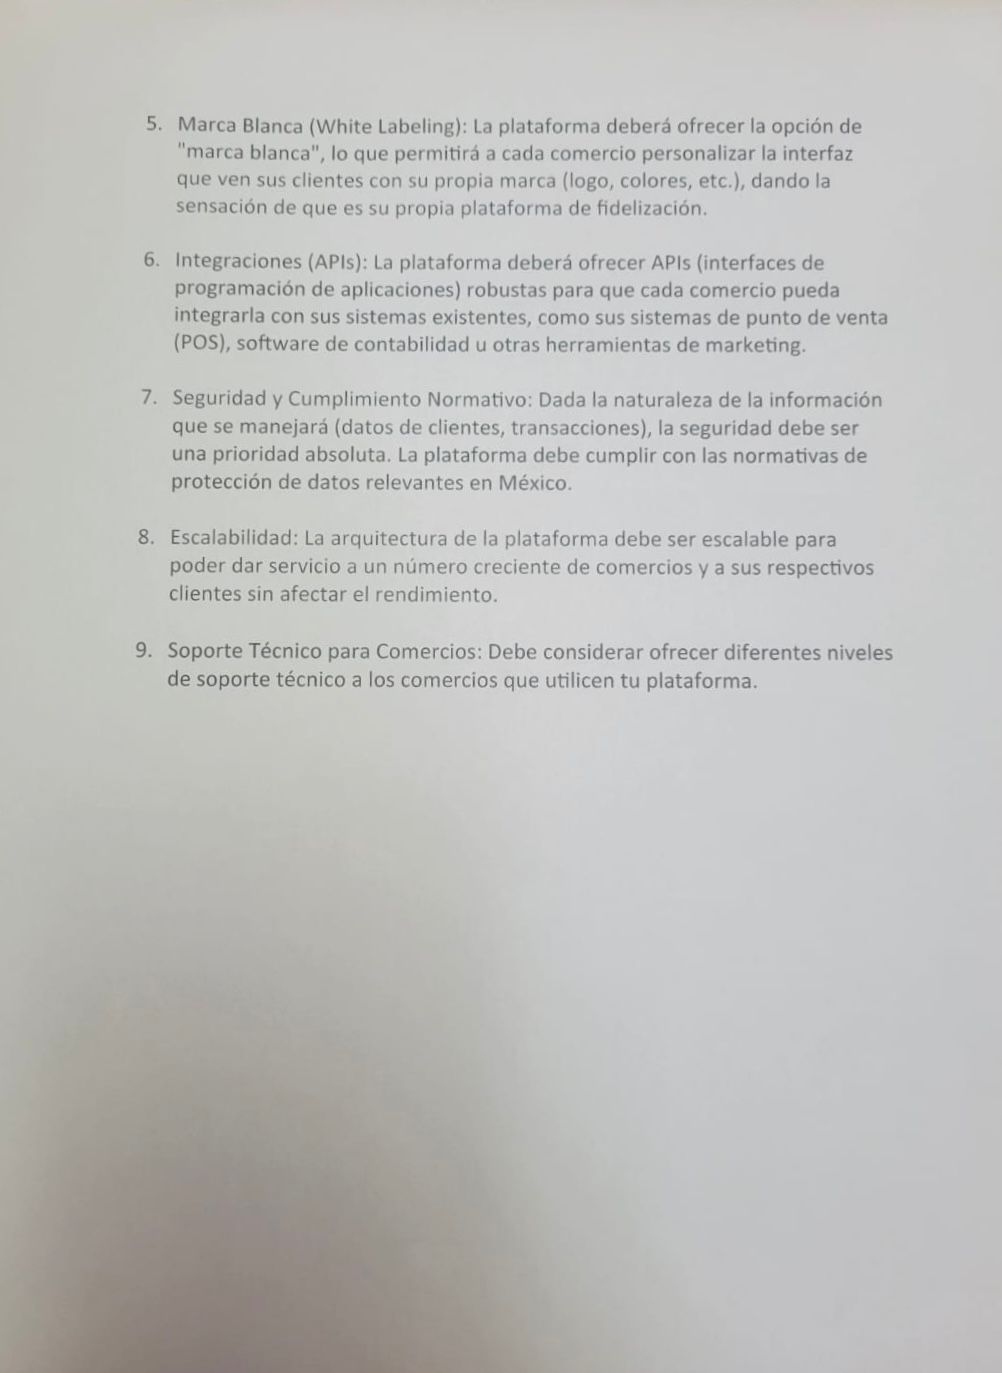 5. Marca Blanca (White Labeling): La plataforma deberá ofrecer la opción de
"marca blanca", lo que permitirá a cada comercio personalizar la interfaz
que ven sus clientes con su propia marca (logo, colores, etc.), dando la
sensación de que es su propia plataforma de fidelización.
6. Integraciones (APIs): La plataforma deberá ofrecer APIs (interfaces de
programación de aplicaciones) robustas para que cada comercio pueda
integrarla con sus sistemas existentes, como sus sistemas de punto de venta
(POS), software de contabilidad u otras herramientas de marketing.
7. Seguridad y Cumplimiento Normativo: Dada la naturaleza de la información
que se manejará (datos de clientes, transacciones), la seguridad debe ser
una prioridad absoluta. La plataforma debe cumplir con las normativas de
protección de datos relevantes en México.
8. Escalabilidad: La arquitectura de la plataforma debe ser escalable para
poder dar servicio a un número creciente de comercios y a sus respectivos
clientes sin afectar el rendimiento.
9. Soporte Técnico para Comercios: Debe considerar ofrecer diferentes niveles
de soporte técnico a los comercios que utilicen tu plataforma.